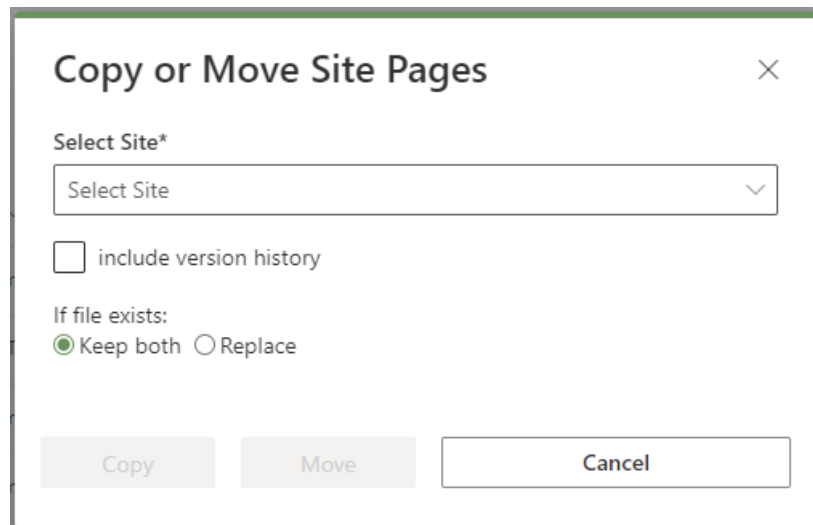 Copy or Move Site Pages
Select Site*
Select Site
include version history
If file exists:
Keep both Replace
Copy Move Cancel